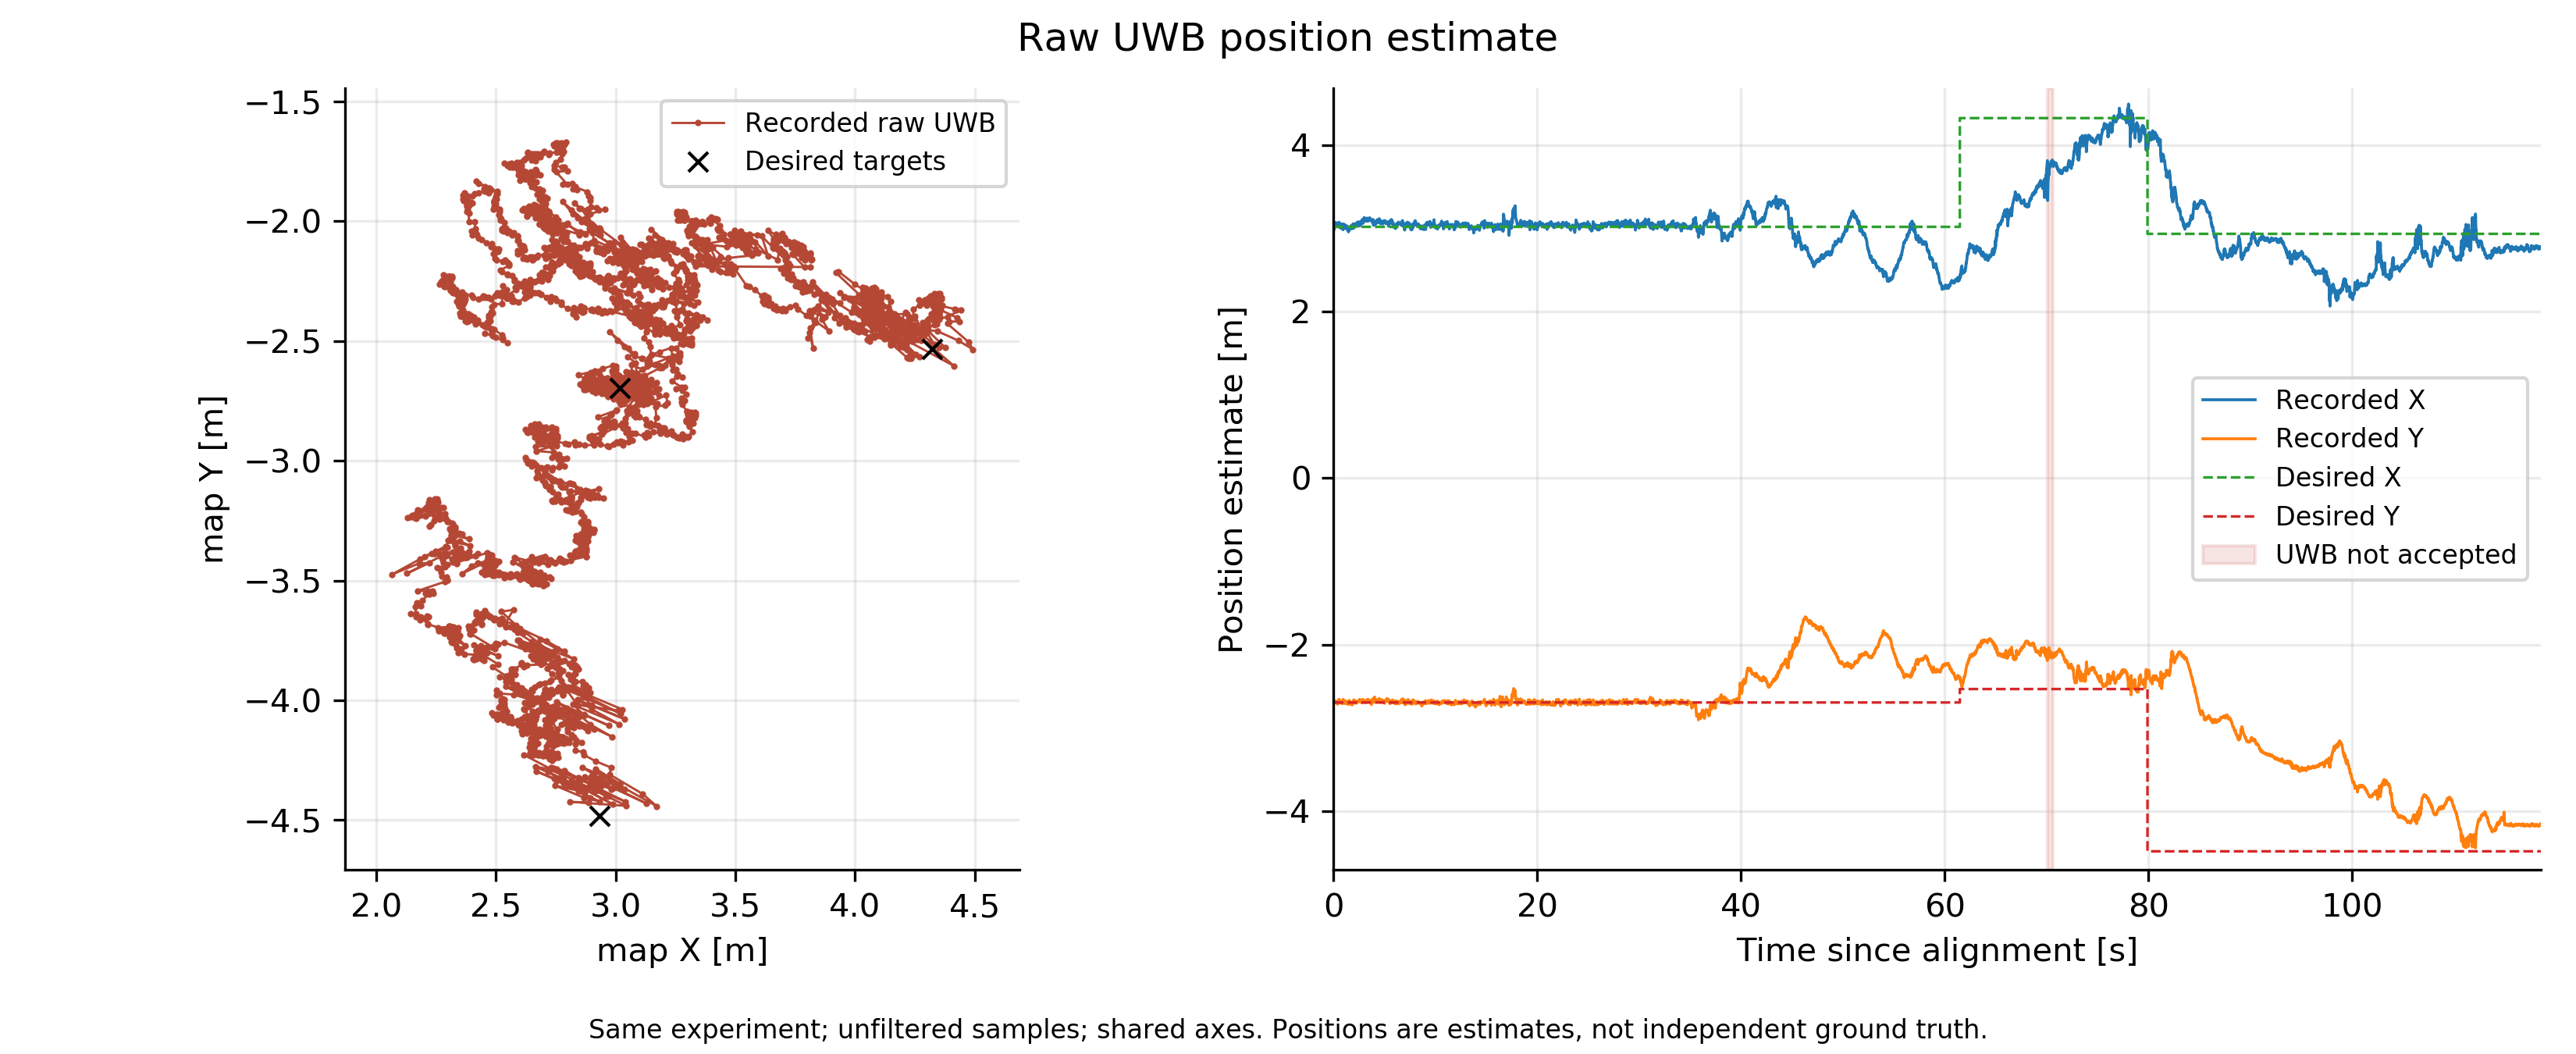 Raw UWB position estimate
−1.5
−2.0
−2.5
−3.0
−3.5
−4.0
−4.5
map Y [m]
2.0 2.5 3.0 3.5 4.0 4.5
map X [m]
Recorded raw UWB
Desired targets
4
2
0
−2
−4
Position estimate [m]
0 20 40 60 80 100
Time since alignment [s]
Recorded X
Recorded Y
Desired X
Desired Y
UWB not accepted
Same experiment; unfiltered samples; shared axes. Positions are estimates, not independent ground truth.